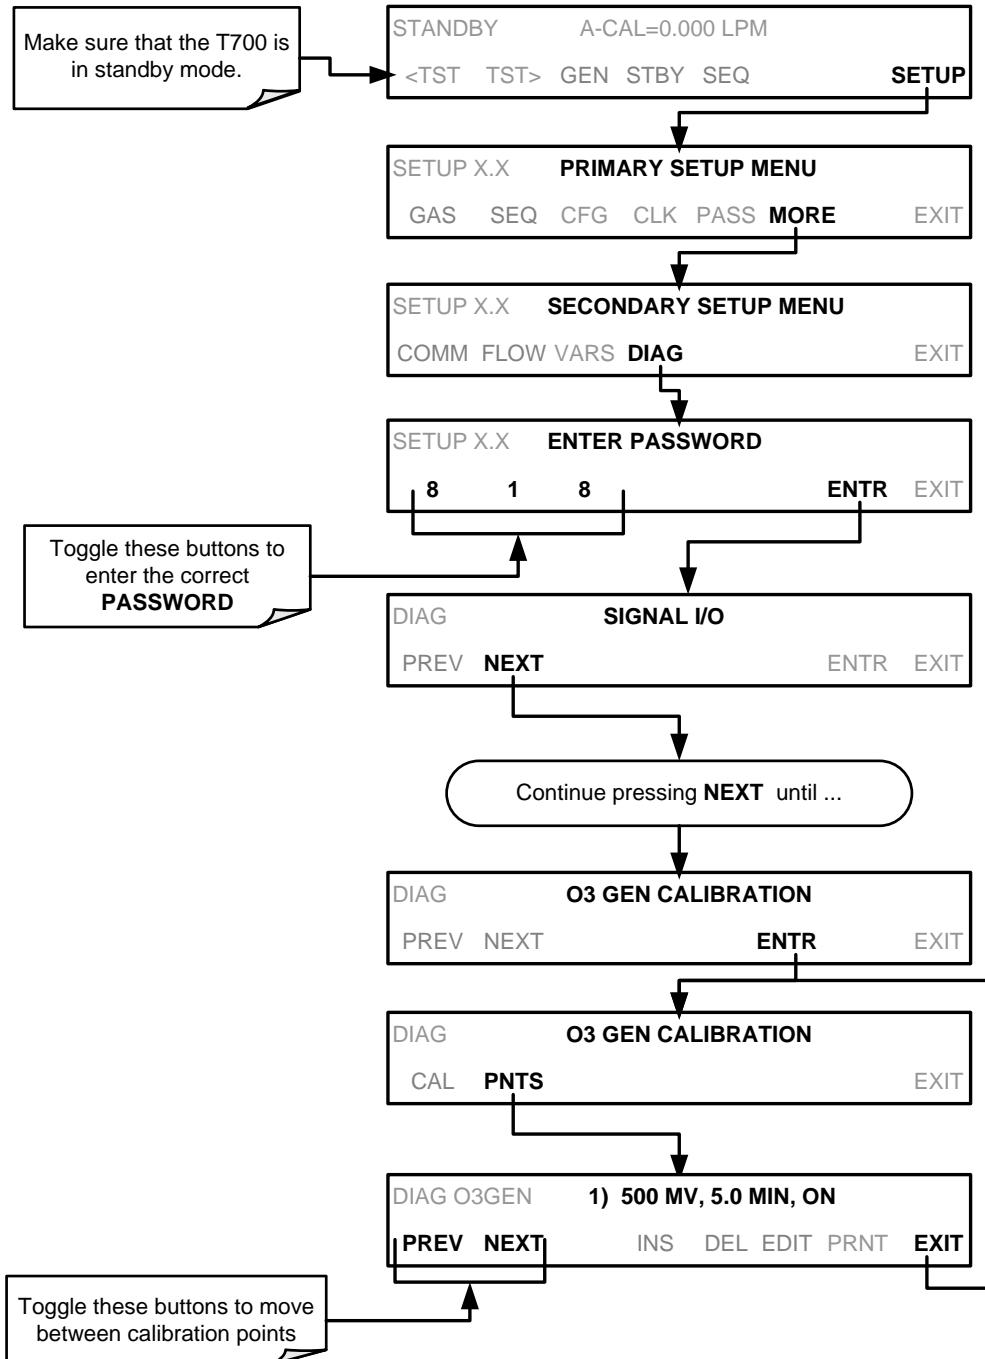 Make sure that the T700 is
in standby mode.
STANDBY A-CAL=0.000 LPM
<TST TST> GEN STBY SEQ SETUP
SETUP X.X PRIMARY SETUP MENU
GAS SEQ CFG CLK PASS MORE EXIT
SETUP X.X SECONDARY SETUP MENU
COMM FLOW VARS DIAG EXIT
SETUP X.X ENTER PASSWORD
8 1 8 ENTR EXIT
Toggle these buttons to
enter the correct
PASSWORD
DIAG SIGNAL I/O
PREV NEXT ENTR EXIT
Continue pressing NEXT until ...
DIAG O3 GEN CALIBRATION
PREV NEXT ENTR EXIT
DIAG O3 GEN CALIBRATION
CAL PNTS EXIT
DIAG O3GEN 1) 500 MV, 5.0 MIN, ON
PREV NEXT INS DEL EDIT PRNT EXIT
Toggle these buttons to move
between calibration points